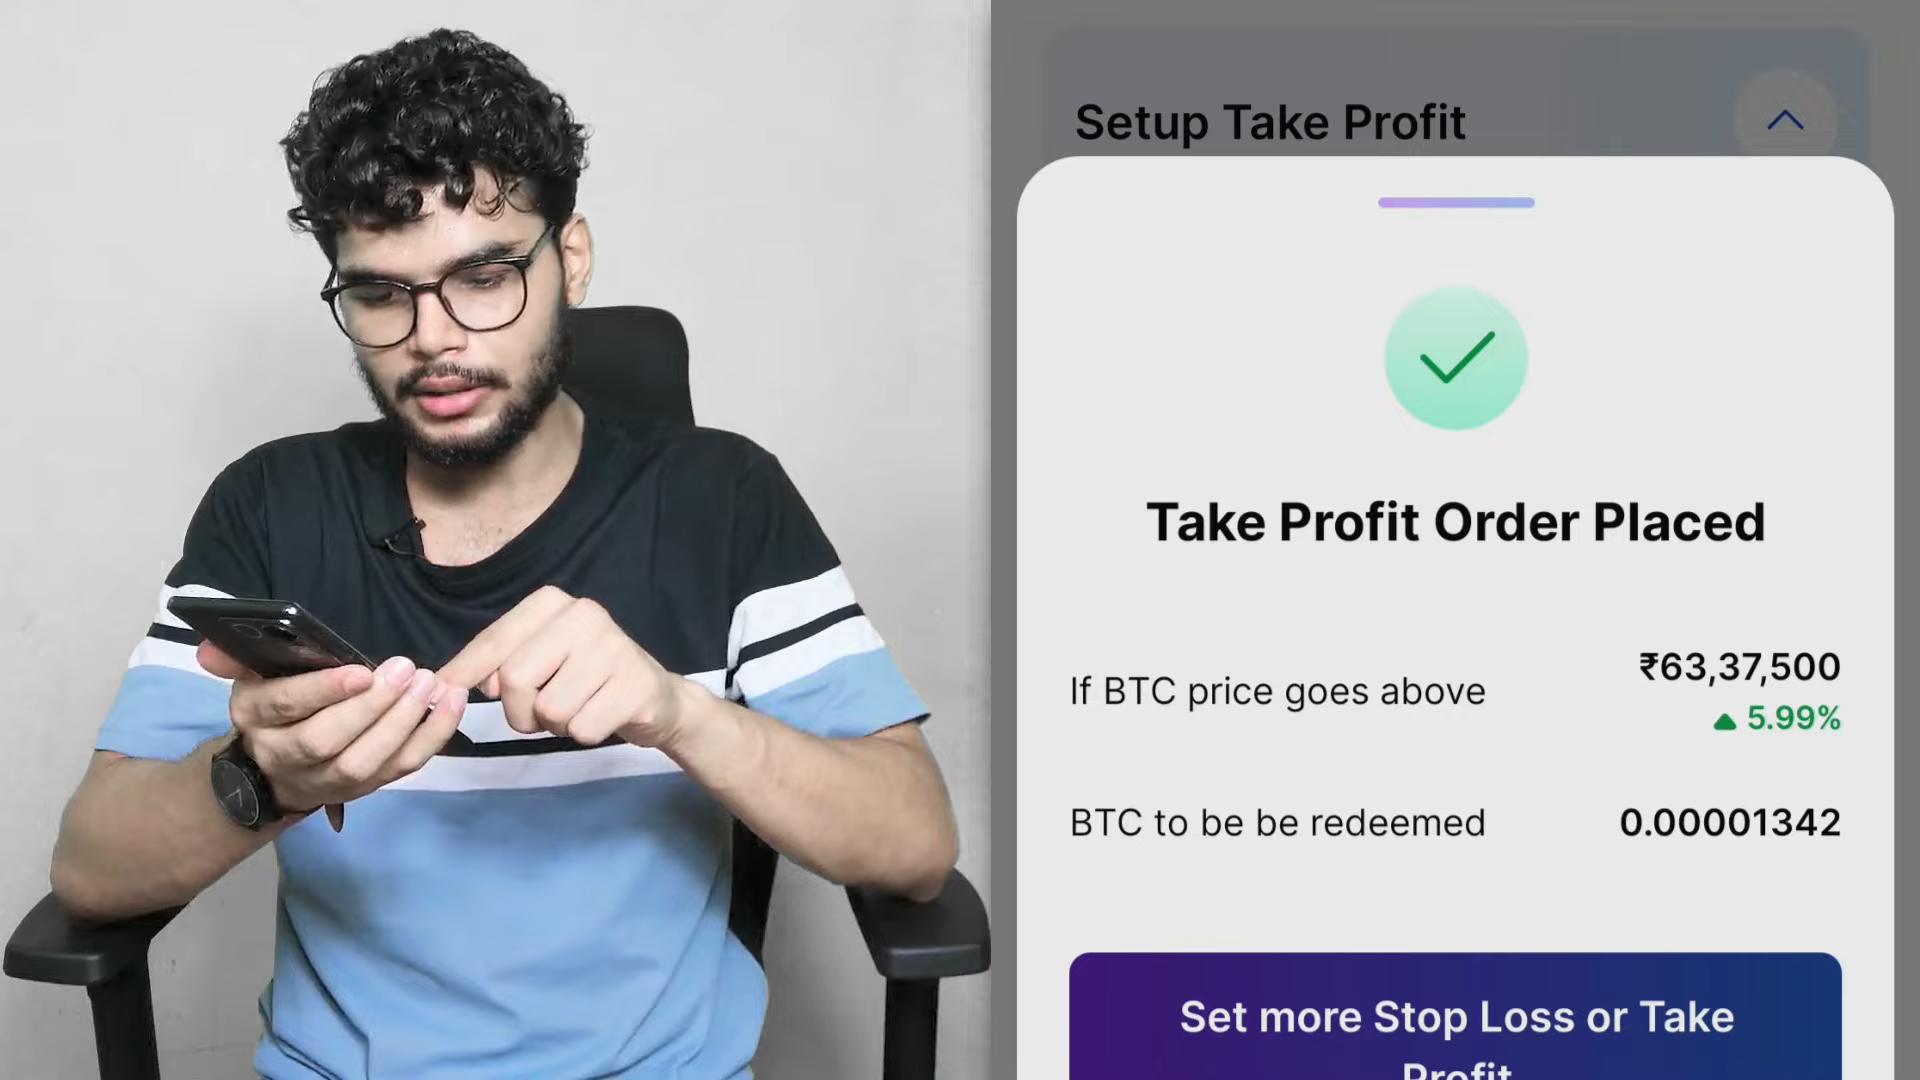 Setup Take Profit
Take Profit Order Placed
If BTC price goes above
₹63,37,500
5.99%
BTC to be be redeemed
0.00001342
Set more Stop Loss or Take
Profit